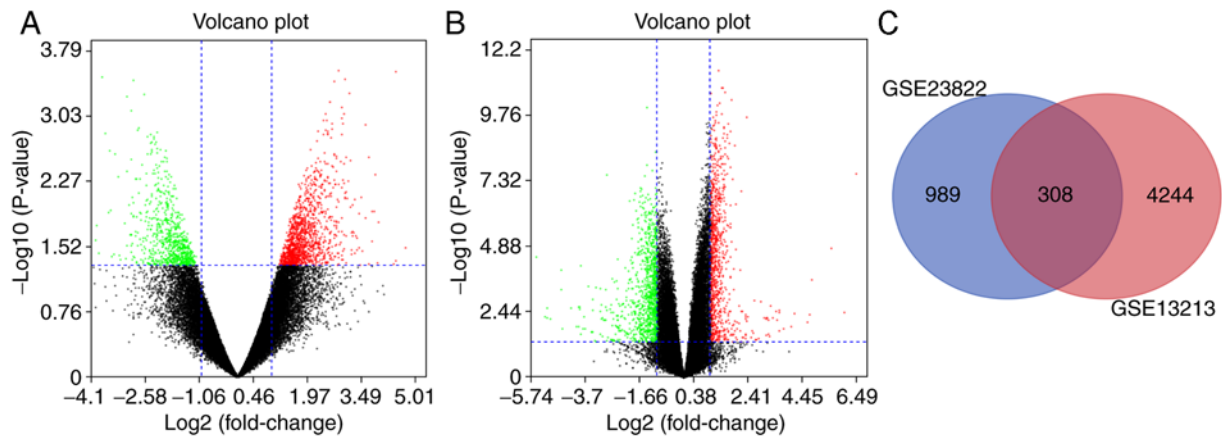 A
Volcano plot
3.79
3.03
2.27
1.52
0.76
0
−Log10 (P-value)
−4.1 −2.58 −1.06 0.46 1.97 3.49 5.01
Log2 (fold-change)
B
Volcano plot
12.2
9.76
7.32
4.88
2.44
0
−Log10 (P-value)
−5.74 −3.7 −1.66 0.38 2.41 4.45 6.49
Log2 (fold-change)
C
GSE23822
989 308 4244
GSE13213